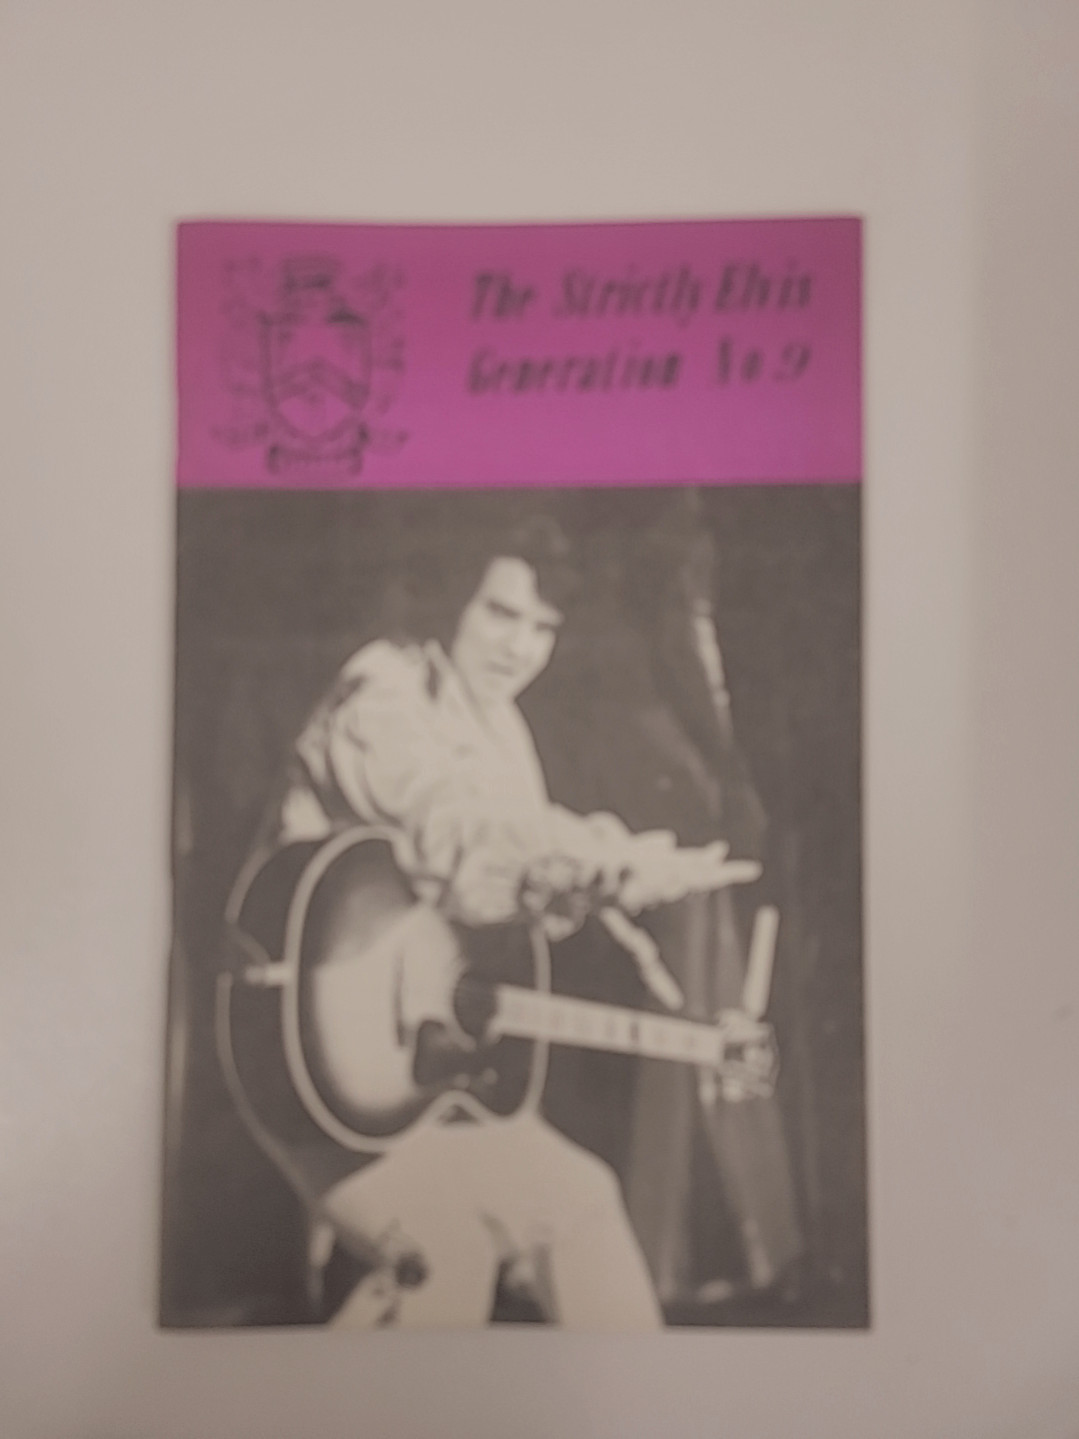 The Strictly Elvis
Generation No 9